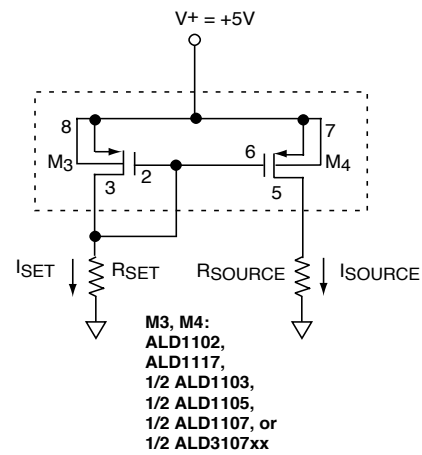 V+ = +5V
8
7
M3
3
2
6
5
M4
ISET
RSET
RSOURCE
ISOURCE
M3, M4:
ALD1102,
ALD1117,
1/2 ALD1103,
1/2 ALD1105,
1/2 ALD1107, or
1/2 ALD3107xx